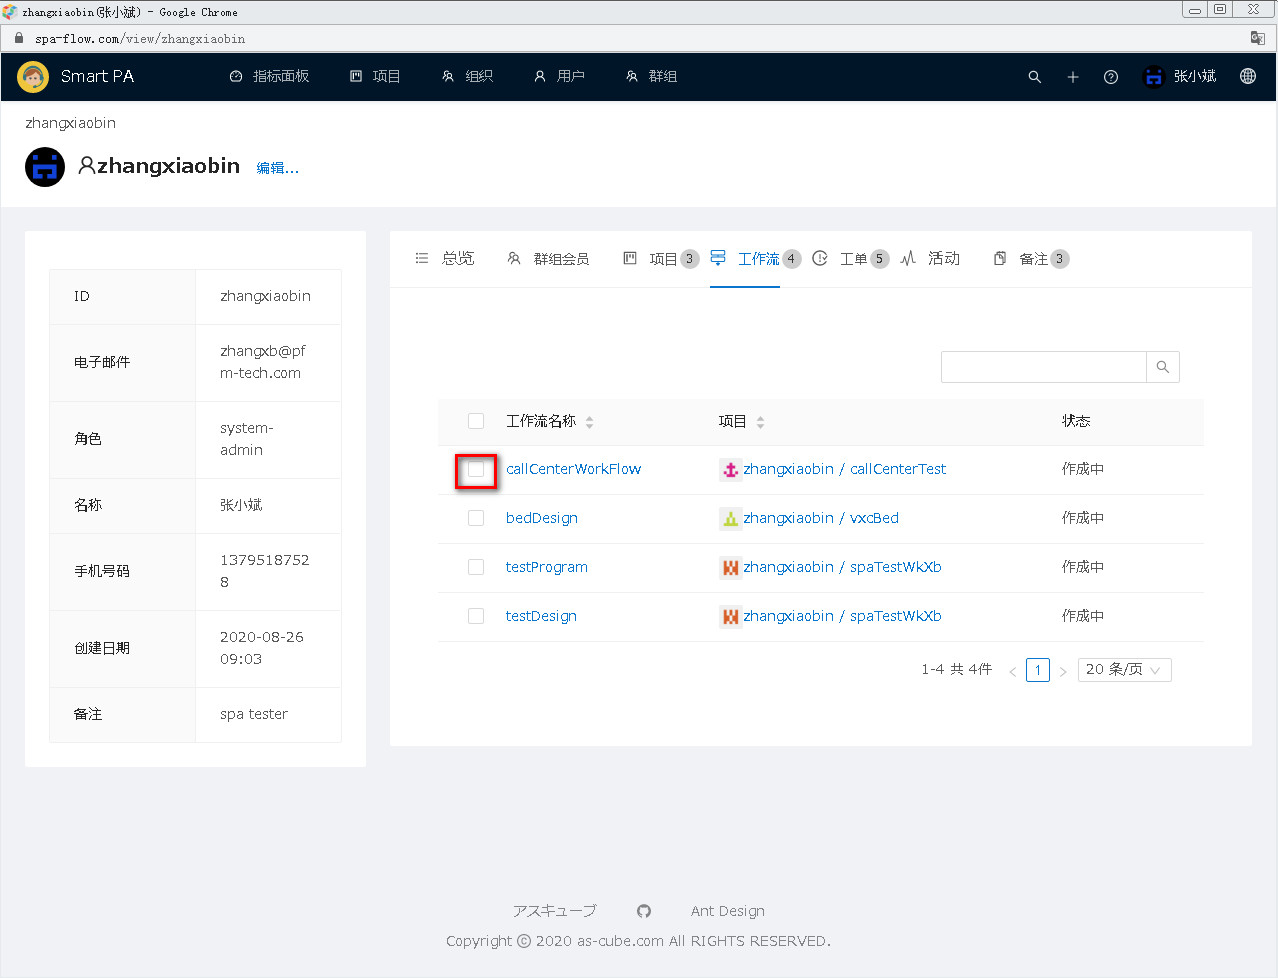 zhangxiaobin(张小斌) - Google Chrome
spa-flow.com/view/zhangxiaobin
Smart PA 指标面板 项目 组织 用户 群组 张小斌
zhangxiaobin
zhangxiaobin 编辑...
总览 群组会员 项目 3 工作流 4 工单 5 活动 备注 3
ID zhangxiaobin
电子邮件 zhangxb@pf
m-tech.com
角色 system-
admin
名称 张小斌
手机号码 1379518752
8
创建日期 2020-08-26
09:03
备注 spa tester
工作流名称 项目 状态
callCenterWorkFlow zhangxiaobin / callCenterTest 作成中
bedDesign zhangxiaobin / vxcBed 作成中
testProgram zhangxiaobin / spaTestWkXb 作成中
testDesign zhangxiaobin / spaTestWkXb 作成中
1-4 共 4件 < 1 > 20 条/页
アスキューブ Ant Design
Copyright © 2020 as-cube.com All RIGHTS RESERVED.